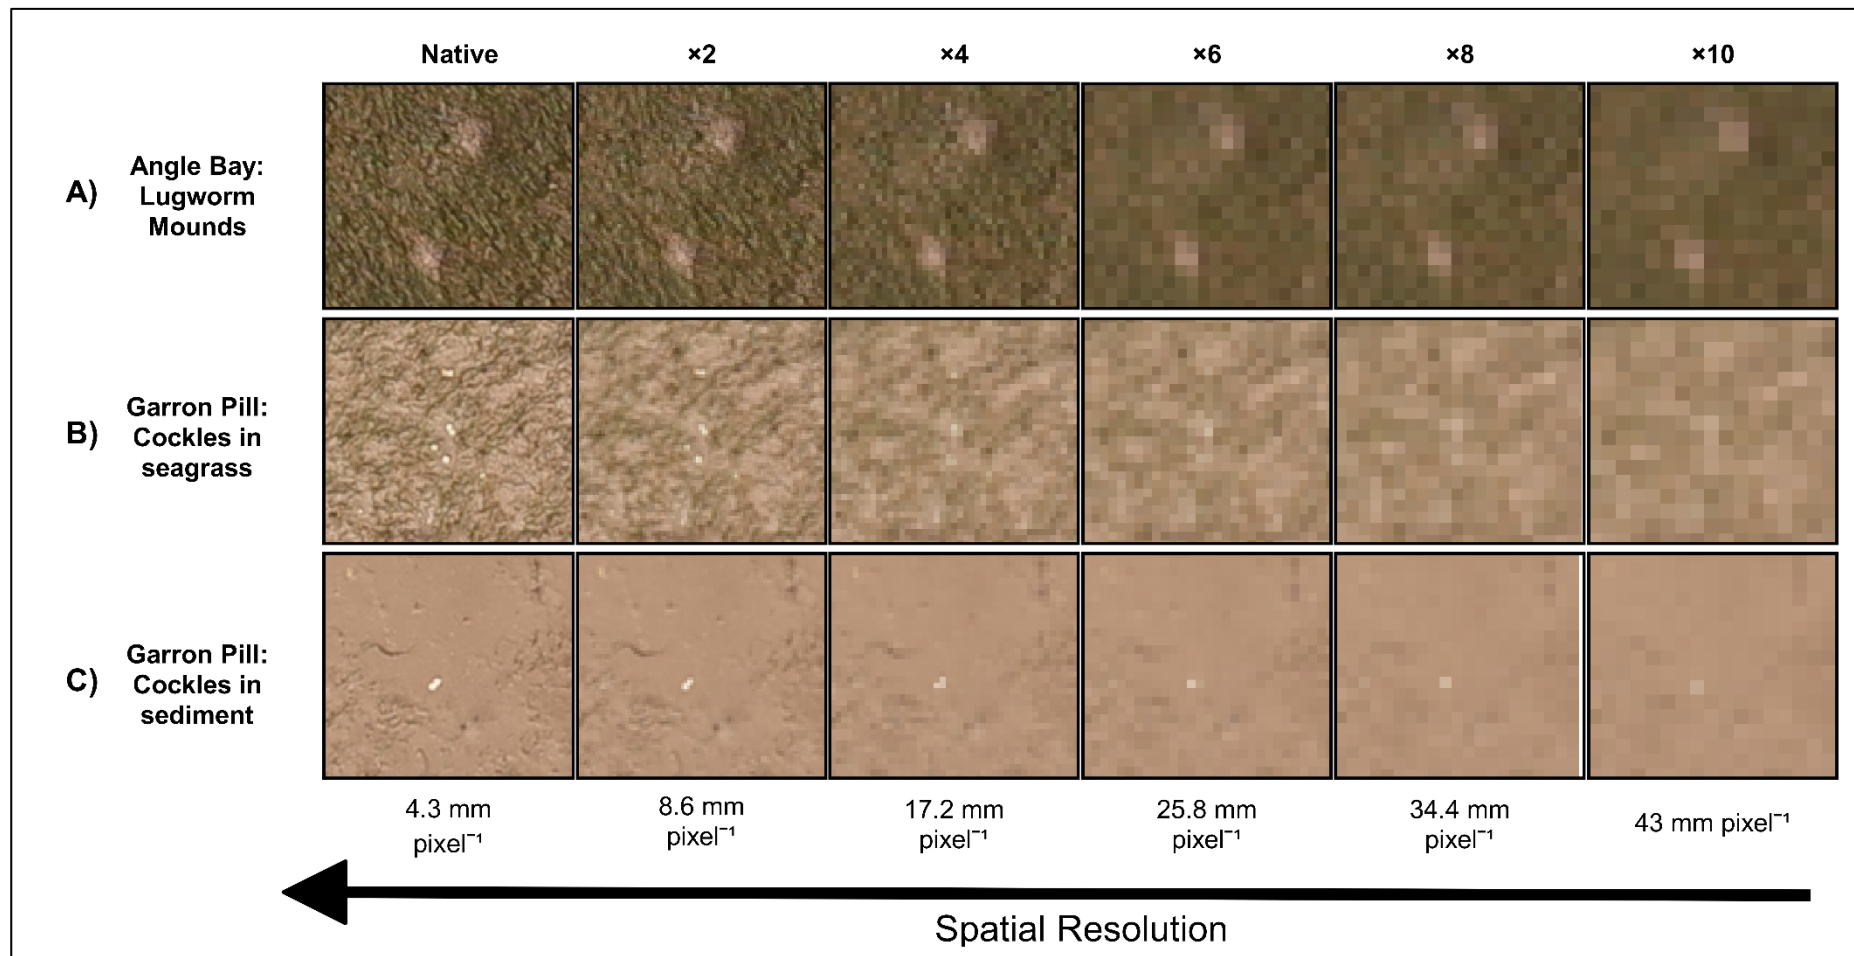 Native ×2 ×4 ×6 ×8 ×10
A) Angle Bay:
Lugworm
Mounds
B) Garron Pill:
Cockles in
seagrass
C) Garron Pill:
Cockles in
sediment
4.3 mm
pixel⁻¹
8.6 mm
pixel⁻¹
17.2 mm
pixel⁻¹
25.8 mm
pixel⁻¹
34.4 mm
pixel⁻¹
43 mm pixel⁻¹
Spatial Resolution